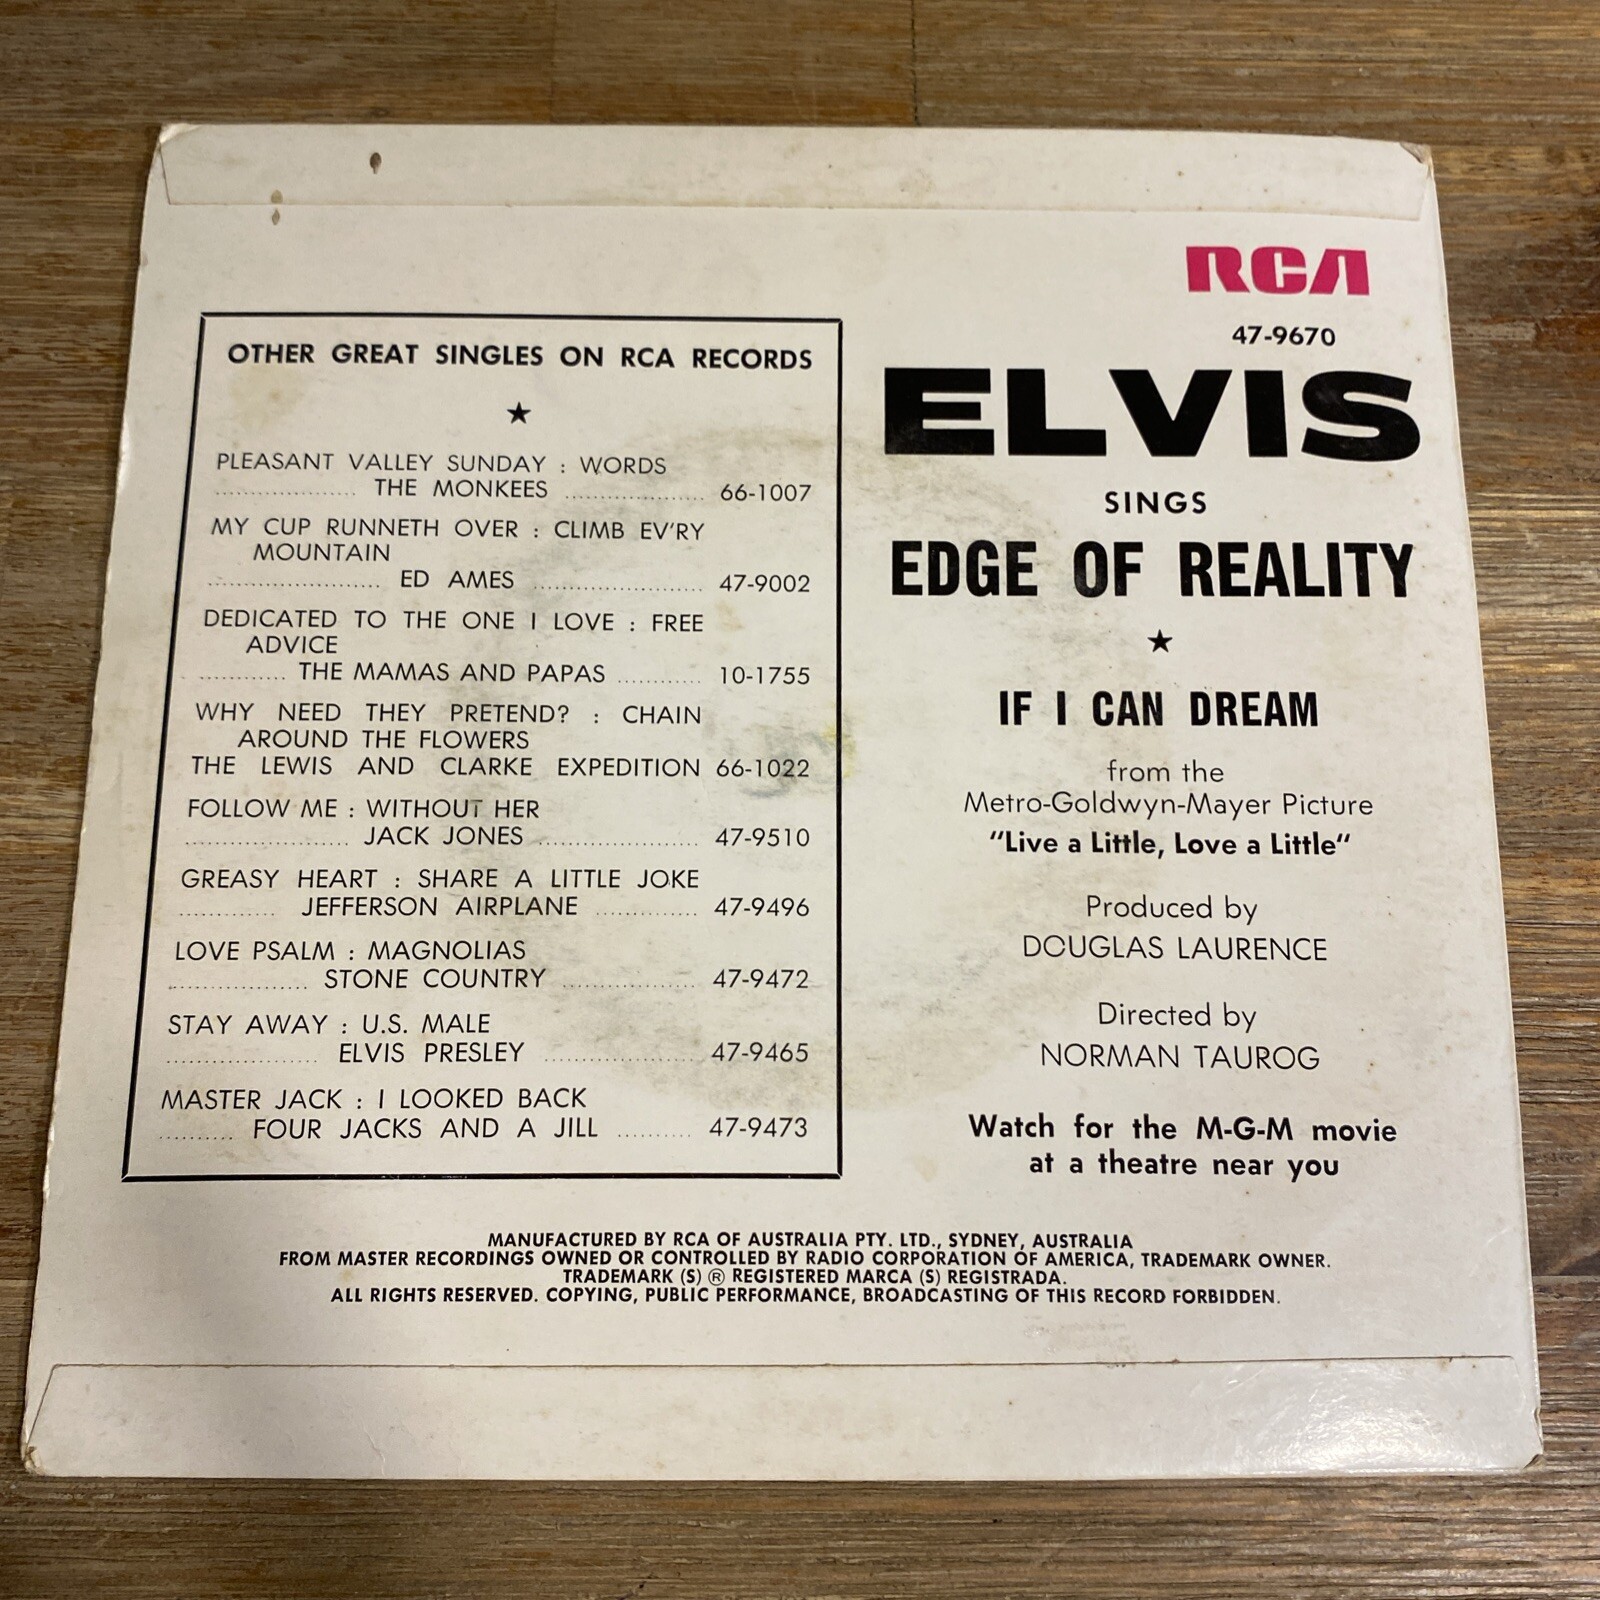 OTHER GREAT SINGLES ON RCA RECORDS
★
PLEASANT VALLEY SUNDAY : WORDS
.................... THE MONKEES .................... 66-1007
MY CUP RUNNETH OVER : CLIMB EV'RY
MOUNTAIN
........................ ED AMES ........................ 47-9002
DEDICATED TO THE ONE I LOVE : FREE
ADVICE
............ THE MAMAS AND PAPAS ............ 10-1755
WHY NEED THEY PRETEND? : CHAIN
AROUND THE FLOWERS
THE LEWIS AND CLARKE EXPEDITION 66-1022
FOLLOW ME : WITHOUT HER
....................... JACK JONES ....................... 47-9510
GREASY HEART : SHARE A LITTLE JOKE
.............. JEFFERSON AIRPLANE .............. 47-9496
LOVE PSALM : MAGNOLIAS
.................... STONE COUNTRY ................... 47-9472
STAY AWAY : U.S. MALE
...................... ELVIS PRESLEY ...................... 47-9465
MASTER JACK : I LOOKED BACK
........... FOUR JACKS AND A JILL ........... 47-9473
RCA
47-9670
ELVIS
SINGS
EDGE OF REALITY
★
IF I CAN DREAM
from the
Metro-Goldwyn-Mayer Picture
"Live a Little, Love a Little"
Produced by
DOUGLAS LAURENCE
Directed by
NORMAN TAUROG
Watch for the M-G-M movie
at a theatre near you
MANUFACTURED BY RCA OF AUSTRALIA PTY. LTD., SYDNEY, AUSTRALIA
FROM MASTER RECORDINGS OWNED OR CONTROLLED BY RADIO CORPORATION OF AMERICA, TRADEMARK OWNER.
TRADEMARK (S) ® REGISTERED MARCA (S) REGISTRADA.
ALL RIGHTS RESERVED. COPYING, PUBLIC PERFORMANCE, BROADCASTING OF THIS RECORD FORBIDDEN.